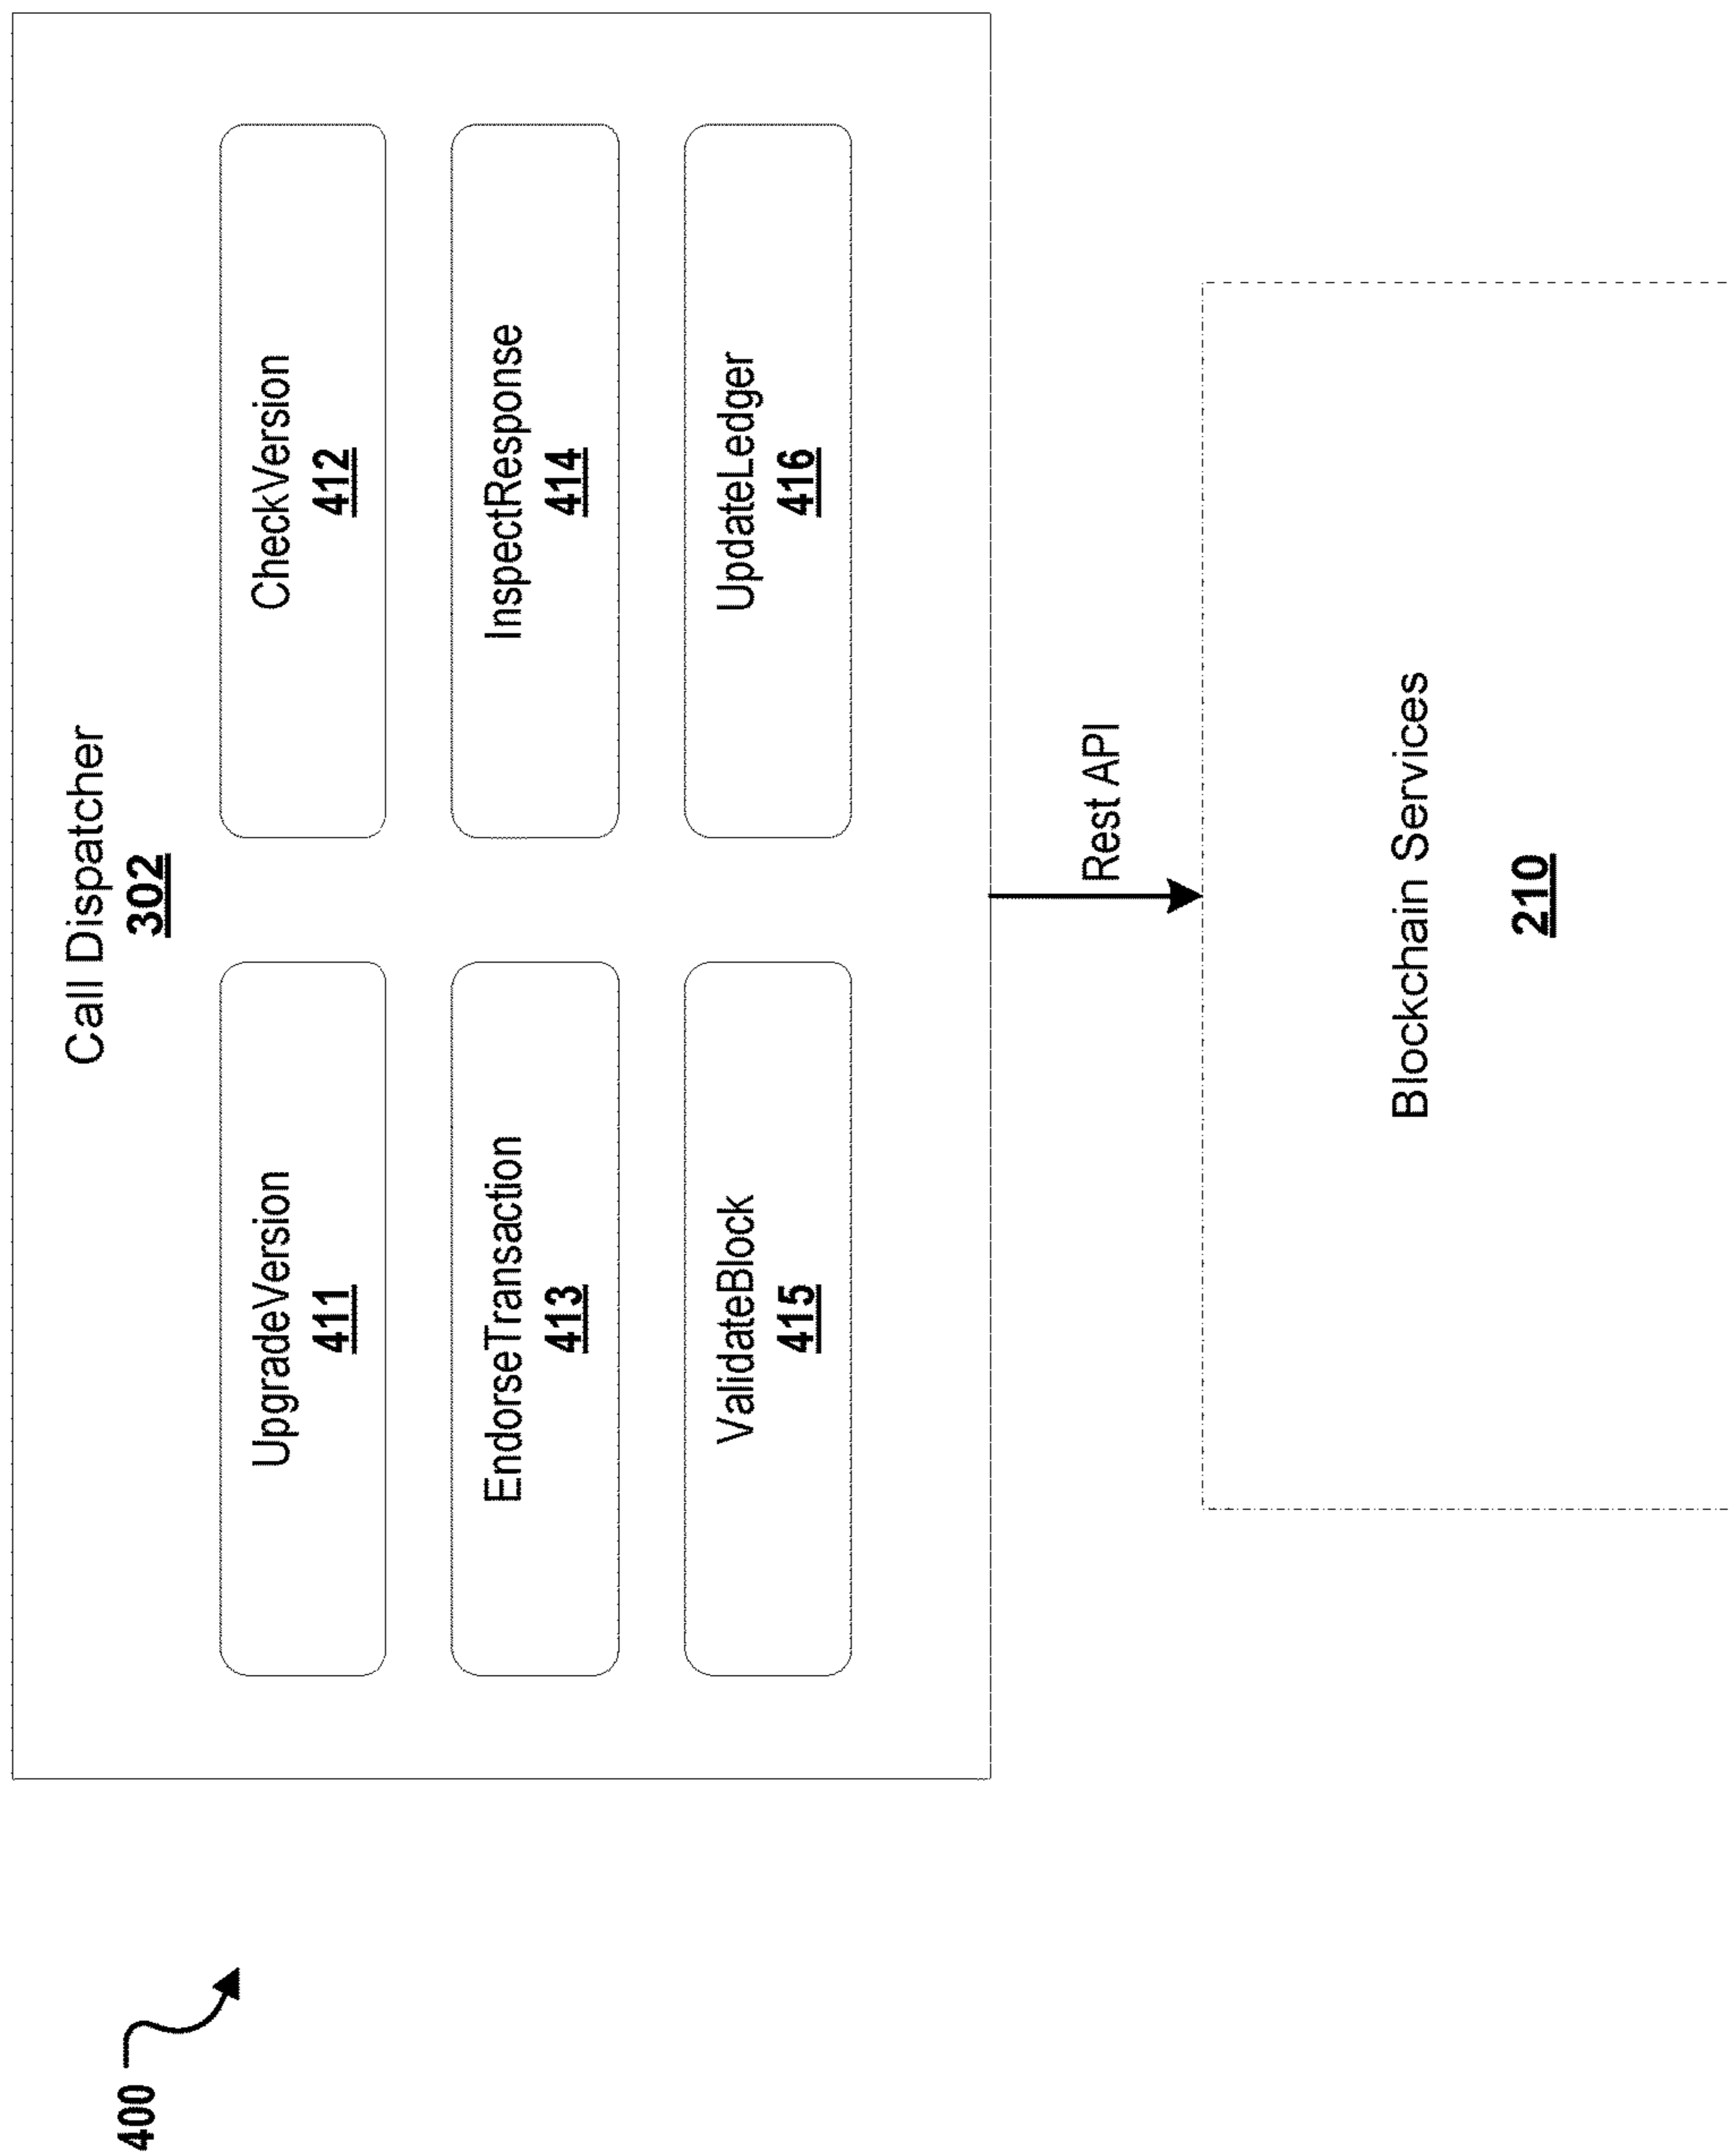 400
Call Dispatcher
302
UpgradeVersion
411
CheckVersion
412
EndorseTransaction
413
InspectResponse
414
ValidateBlock
415
UpdateLedger
416
Rest API
Blockchain Services
210